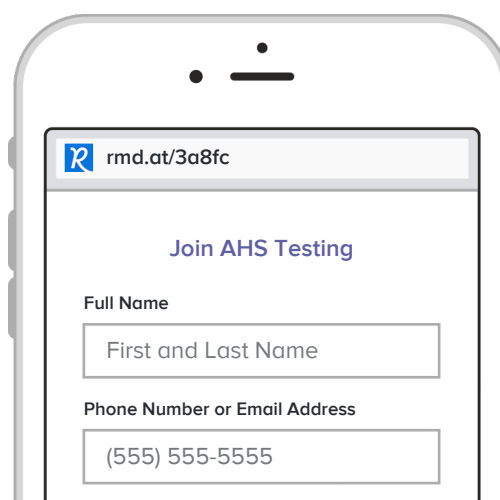 rmd.at/3a8fc
Join AHS Testing
Full Name
First and Last Name
Phone Number or Email Address
(555) 555-5555